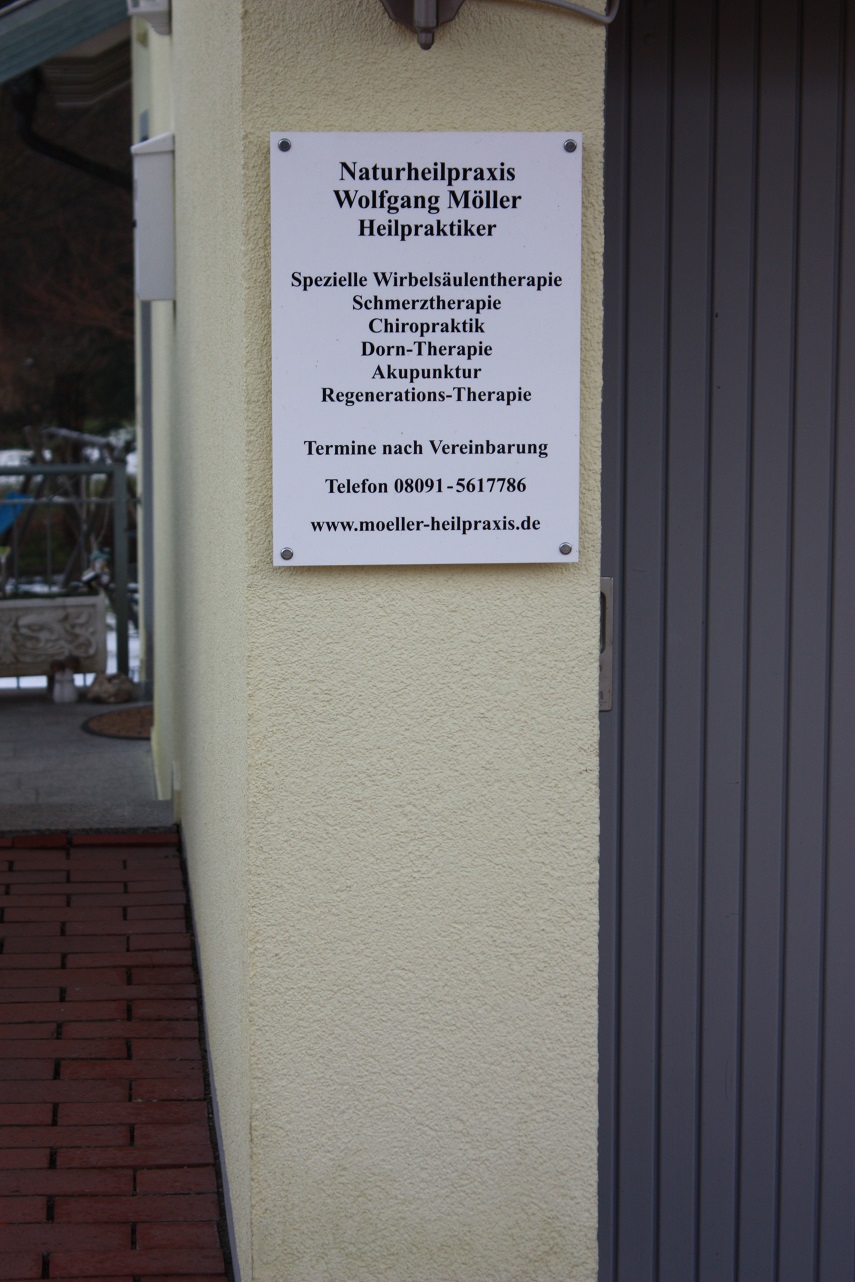 Naturheilpraxis
Wolfgang Möller
Heilpraktiker
Spezielle Wirbelsäulentherapie
Schmerztherapie
Chiropraktik
Dorn-Therapie
Akupunktur
Regenerations-Therapie
Termine nach Vereinbarung
Telefon 08091-5617786
www.moeller-heilpraxis.de